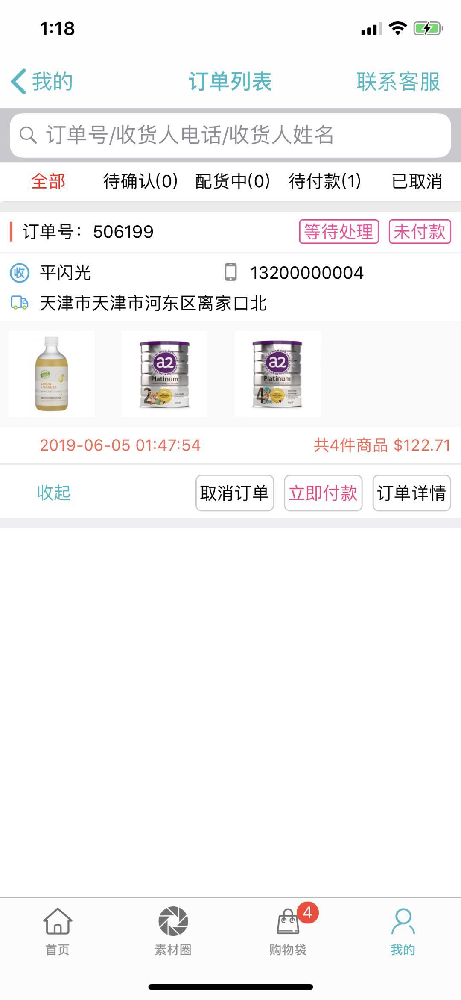 1:18
我的 订单列表 联系客服
订单号/收货人电话/收货人姓名
全部 待确认(0) 配货中(0) 待付款(1) 已取消
订单号：506199 等待处理 未付款
收 平闪光 13200000004
天津市天津市河东区离家口北
LEMON
+ MANUKA
a2 a2
Platinum Platinum
2 4
2019-06-05 01:47:54 共4件商品 $122.71
收起 取消订单 立即付款 订单详情
4
首页 素材圈 购物袋 我的